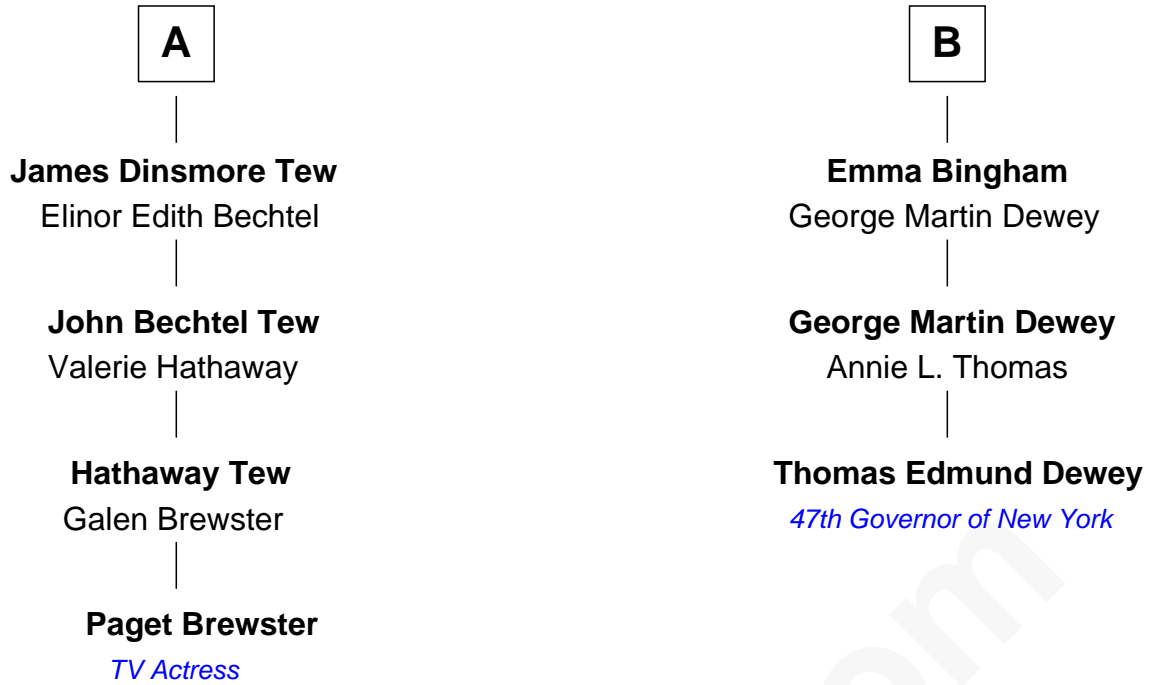 A
James Dinsmore Tew
Elinor Edith Bechtel
John Bechtel Tew
Valerie Hathaway
Hathaway Tew
Galen Brewster
Paget Brewster
TV Actress
B
Emma Bingham
George Martin Dewey
George Martin Dewey
Annie L. Thomas
Thomas Edmund Dewey
47th Governor of New York
om